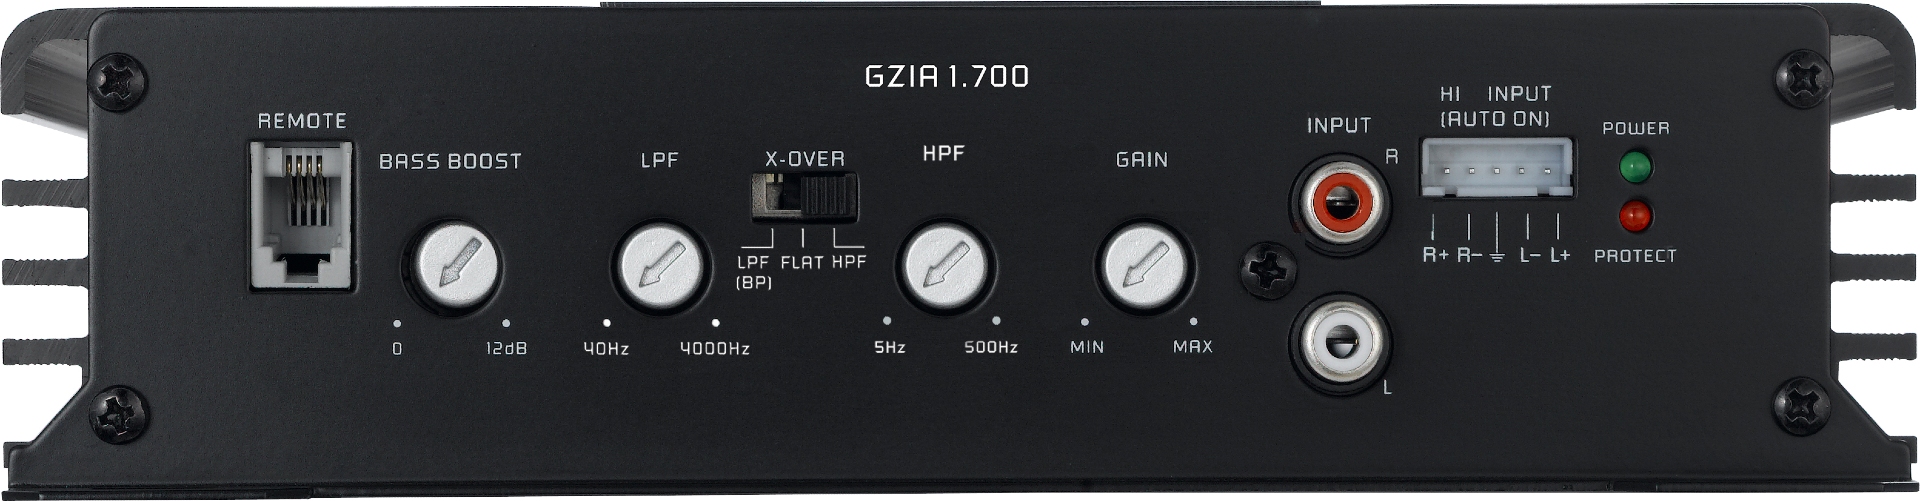 GZIA 1.700
REMOTE
BASS BOOST
0 12dB
LPF
40Hz 4000Hz
X-OVER
LPF FLAT HPF
(BP)
HPF
5Hz 500Hz
GAIN
MIN MAX
INPUT
R
L
HI INPUT
(AUTO ON)
R+ R- L- L+
POWER
PROTECT